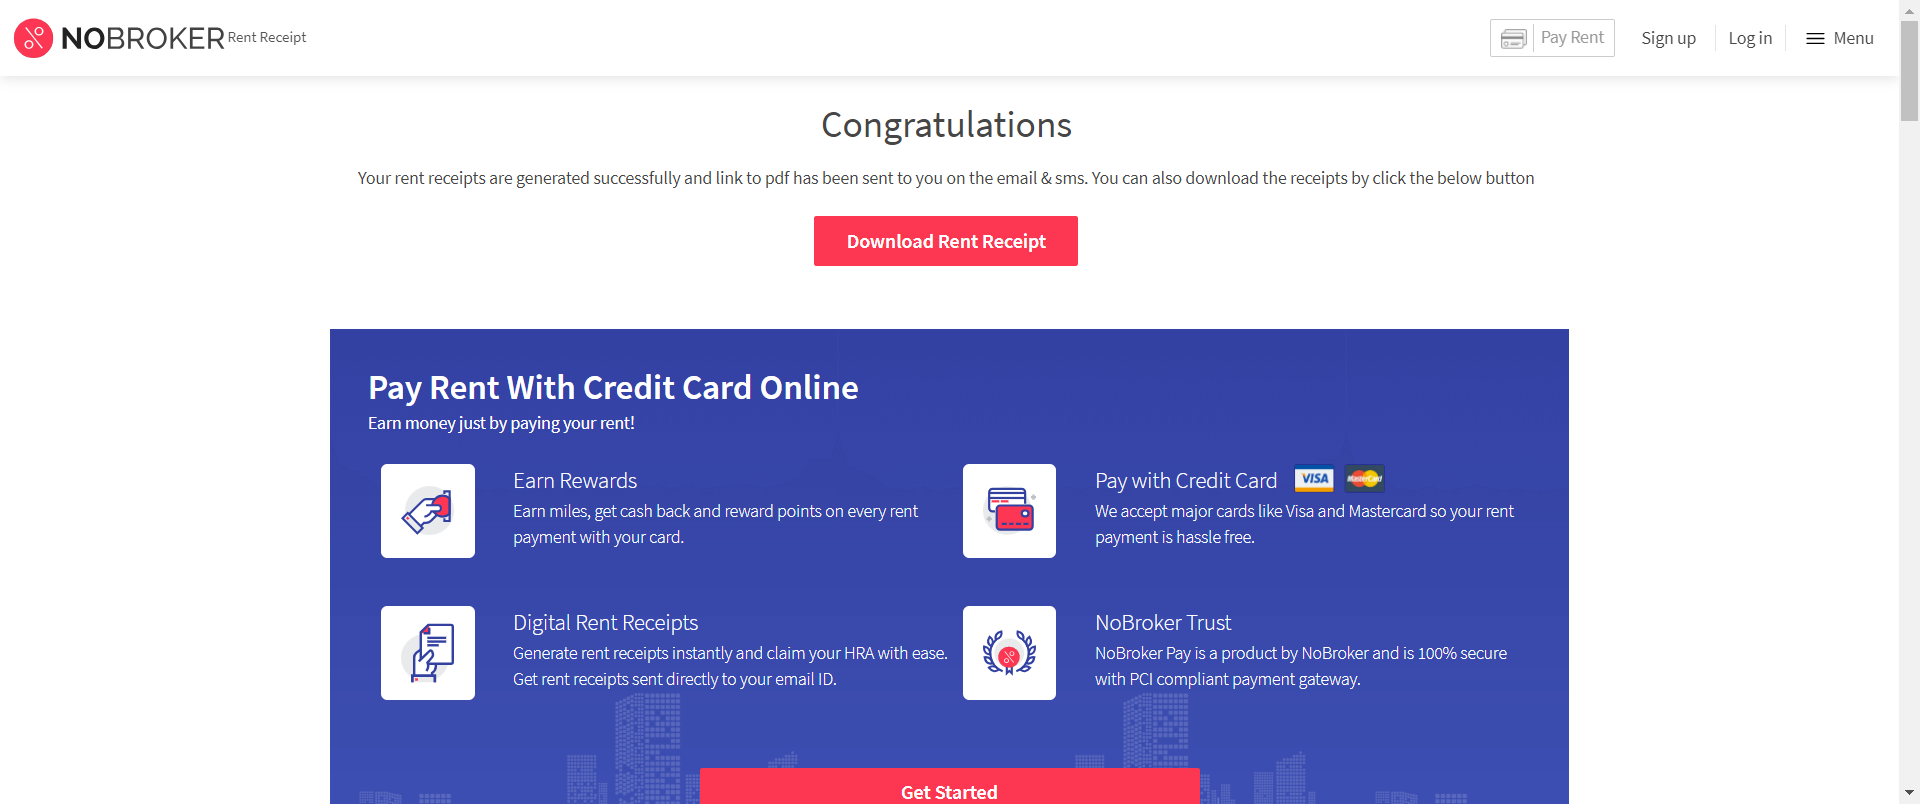 NOBROKER Rent Receipt
Pay Rent
Sign up
Log in
Menu
Congratulations
Your rent receipts are generated successfully and link to pdf has been sent to you on the email & sms. You can also download the receipts by click the below button
Download Rent Receipt
Pay Rent With Credit Card Online
Earn money just by paying your rent!
Earn Rewards
Earn miles, get cash back and reward points on every rent
payment with your card.
Pay with Credit Card VISA MasterCard
We accept major cards like Visa and Mastercard so your rent
payment is hassle free.
Digital Rent Receipts
Generate rent receipts instantly and claim your HRA with ease.
Get rent receipts sent directly to your email ID.
NoBroker Trust
NoBroker Pay is a product by NoBroker and is 100% secure
with PCI compliant payment gateway.
Get Started